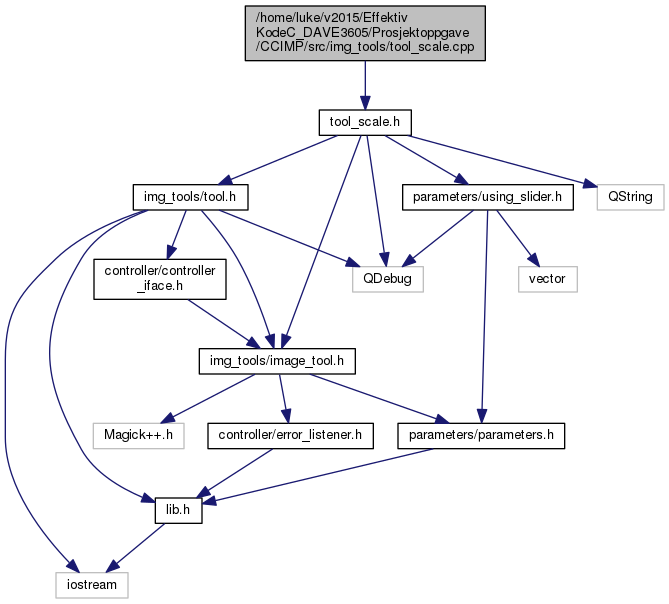 /home/luke/v2015/Effektiv
KodeC_DAVE3605/Prosjektoppgave
/CCIMP/src/img_tools/tool_scale.cpp
tool_scale.h
img_tools/tool.h
parameters/using_slider.h
QString
controller/controller
_iface.h
QDebug
vector
img_tools/image_tool.h
Magick++.h
controller/error_listener.h
parameters/parameters.h
lib.h
iostream